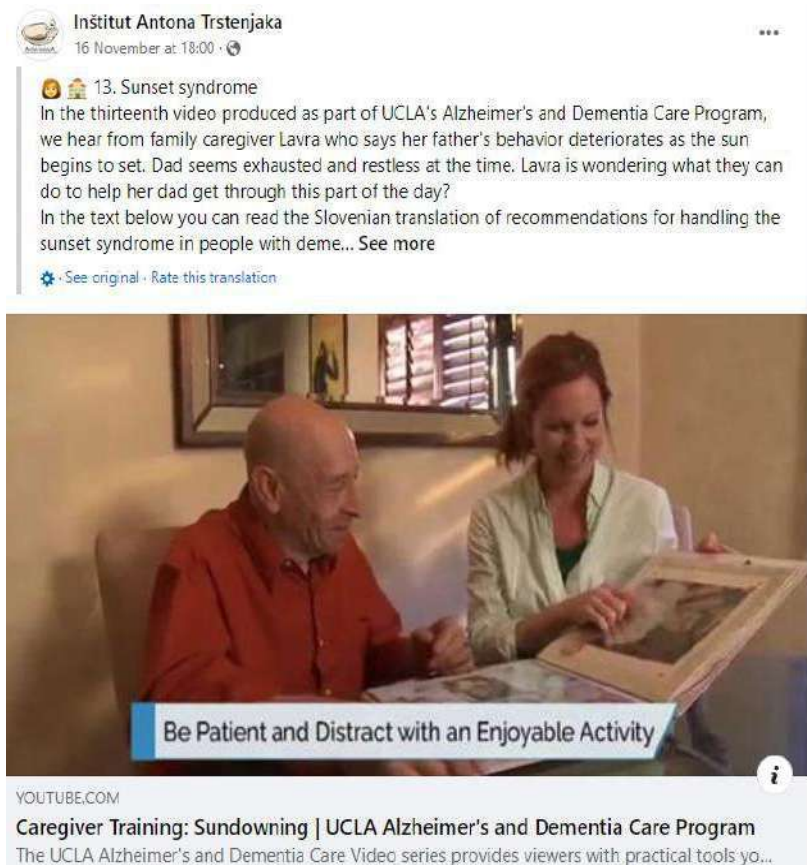 Inštitut Antona Trstenjaka
16 November at 18:00 ·
13. Sunset syndrome
In the thirteenth video produced as part of UCLA's Alzheimer's and Dementia Care Program,
we hear from family caregiver Lavra who says her father's behavior deteriorates as the sun
begins to set. Dad seems exhausted and restless at the time. Lavra is wondering what they can
do to help her dad get through this part of the day?
In the text below you can read the Slovenian translation of recommendations for handling the
sunset syndrome in people with deme... See more
· See original · Rate this translation
Be Patient and Distract with an Enjoyable Activity
YOUTUBE.COM
Caregiver Training: Sundowning | UCLA Alzheimer's and Dementia Care Program
The UCLA Alzheimer's and Dementia Care Video series provides viewers with practical tools yo...